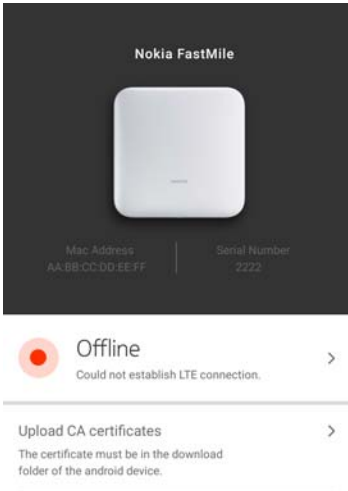 Nokia FastMile
Mac Address
AA:BB:CC:DD:EE:FF
Serial Number
2222
Offline
Could not establish LTE connection.
Upload CA certificates
The certificate must be in the download
folder of the android device.